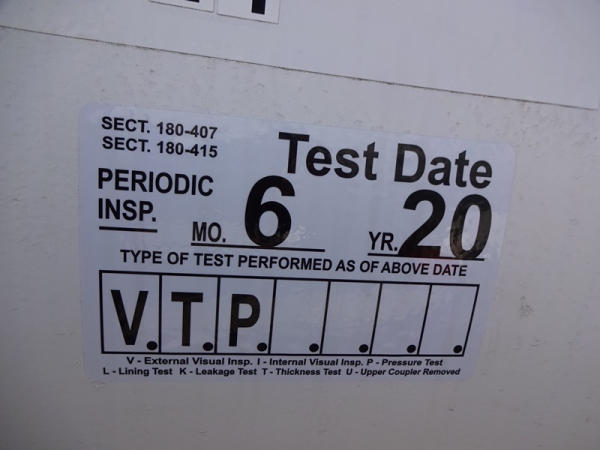 SECT. 180-407
SECT. 180-415
Test Date
PERIODIC
INSP.
MO. 6 YR. 20
TYPE OF TEST PERFORMED AS OF ABOVE DATE
V. T. P. . . . .
V - External Visual Insp. I - Internal Visual Insp. P - Pressure Test
L - Lining Test K - Leakage Test T - Thickness Test U - Upper Coupler Removed